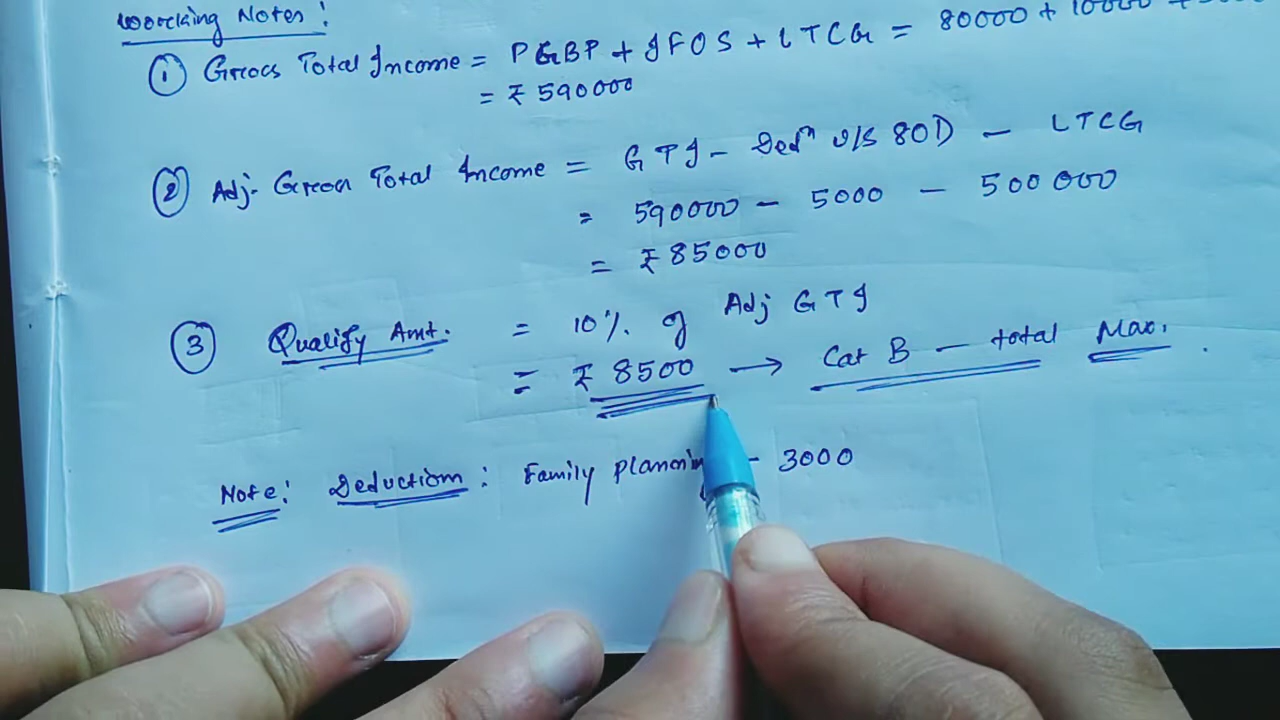 Working Notes:
① Gross Total Income = PGBP + IFOS + LTCG = 80000 + 10000 +
= ₹ 590000
② Adj. Gross Total Income = GTI - Dedn U/S 80D - LTCG
= 590000 - 5000 - 500000
= ₹ 85000
③ Qualify Amt. = 10% of Adj GTI
= ₹ 8500 → Cat B - total Max.
Note: Deduction: Family Planning - 3000